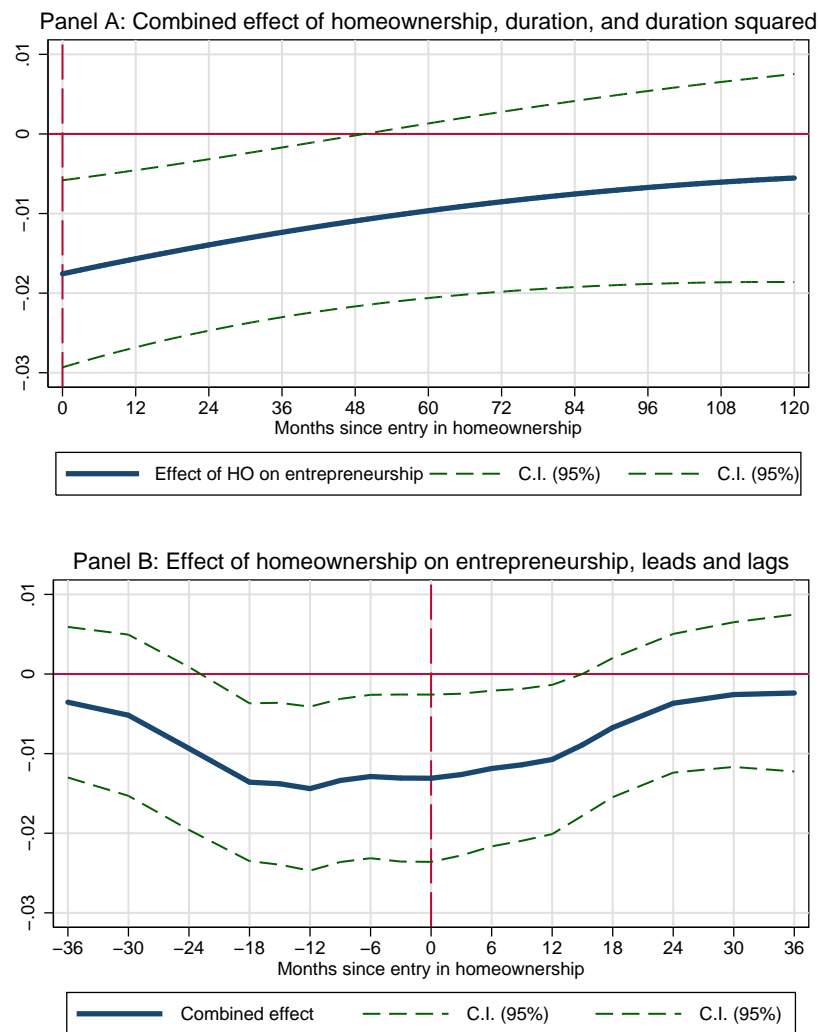 Panel A: Combined effect of homeownership, duration, and duration squared
.01
0
-.01
-.02
-.03
0 12 24 36 48 60 72 84 96 108 120
Months since entry in homeownership
Effect of HO on entrepreneurship C.I. (95%) C.I. (95%)
Panel B: Effect of homeownership on entrepreneurship, leads and lags
.01
0
-.01
-.02
-.03
−36 −30 −24 −18 −12 −6 0 6 12 18 24 30 36
Months since entry in homeownership
Combined effect C.I. (95%) C.I. (95%)